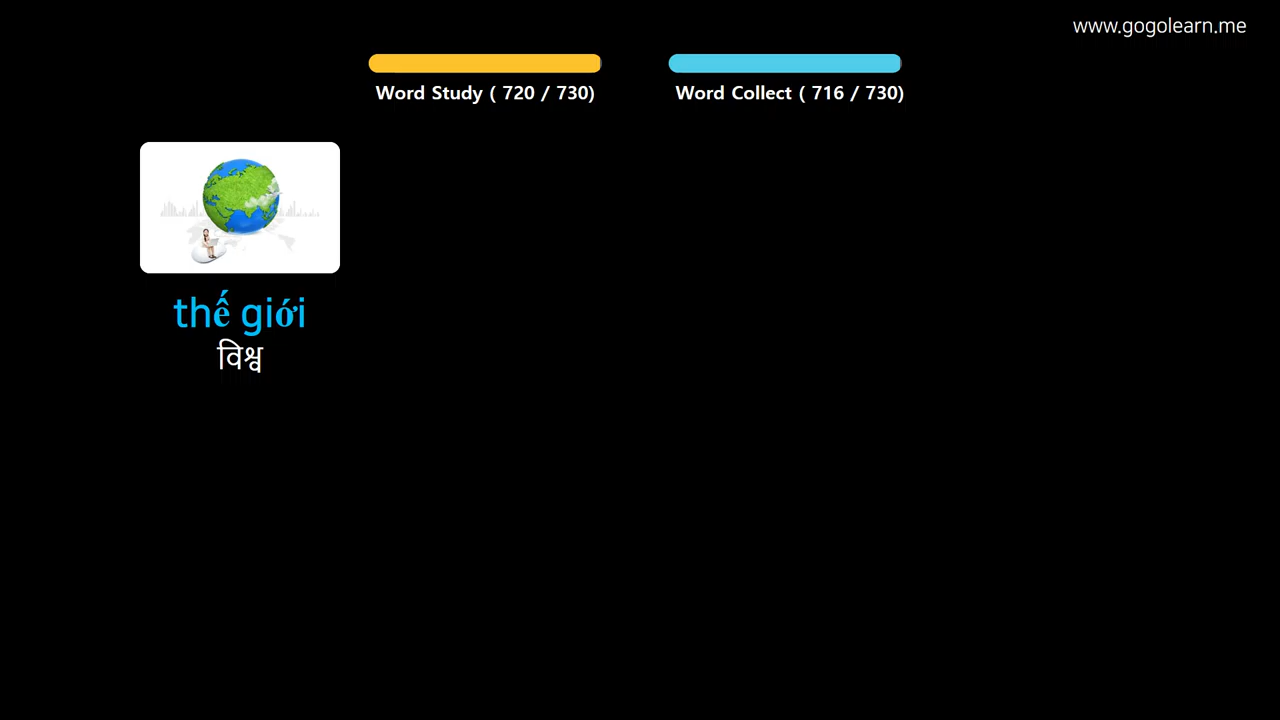 www.gogolearn.me
Word Study ( 720 / 730)
Word Collect ( 716 / 730)
thế giới
विश्व